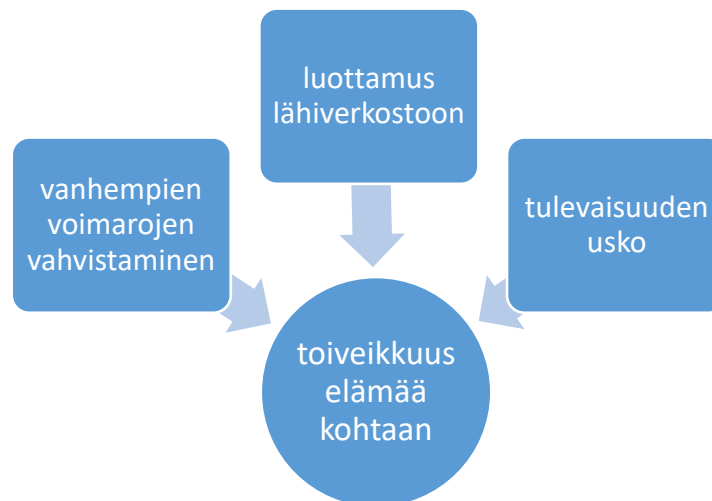 luottamus
lähiverkostoon
vanhempien
voimarojen
vahvistaminen
tulevaisuuden
usko
toiveikkuus
elämää
kohtaan